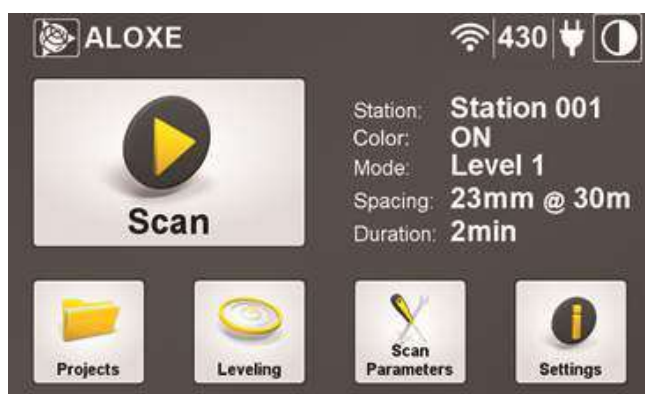 ALOXE
430
Scan
Station: Station 001
Color: ON
Mode: Level 1
Spacing: 23mm @ 30m
Duration: 2min
Projects
Leveling
Scan
Parameters
Settings